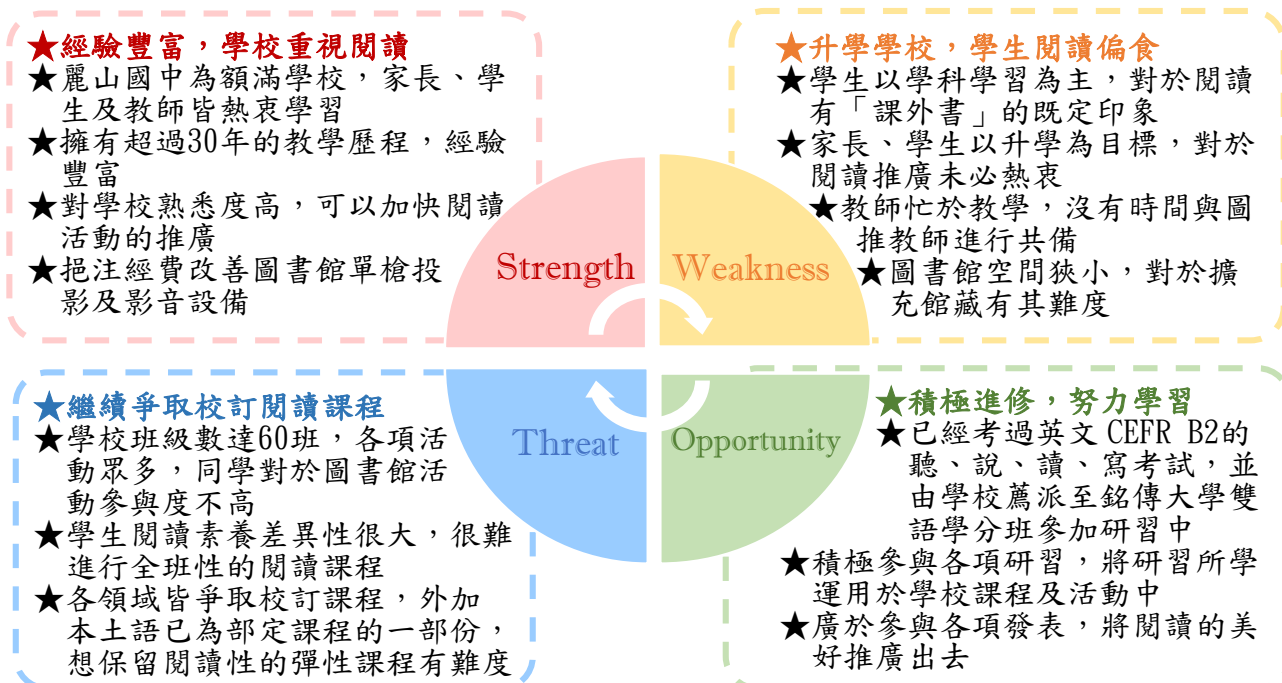 ★經驗豐富，學校重視閱讀
★麗山國中為額滿學校，家長、學
生及教師皆熱衷學習
★擁有超過30年的教學歷程，經驗
豐富
★對學校熟悉度高，可以加快閱讀
活動的推廣
★挹注經費改善圖書館單槍投
影及影音設備
Strength
★升學學校，學生閱讀偏食
★學生以學科學習為主，對於閱讀
有「課外書」的既定印象
★家長、學生以升學為目標，對於
閱讀推廣未必熱衷
★教師忙於教學，沒有時間與圖
推教師進行共備
★圖書館空間狹小，對於擴
充館藏有其難度
Weakness
★繼續爭取校訂閱讀課程
★學校班級數達60班，各項活
動眾多，同學對於圖書館活
動參與度不高
★學生閱讀素養差異性很大，很難
進行全班性的閱讀課程
★各領域皆爭取校訂課程，外加
本土語已為部定課程的一部份，
想保留閱讀性的彈性課程有難度
Threat
Opportunity
★積極進修，努力學習
★已經考過英文 CEFR B2的
聽、說、讀、寫考試，並
由學校薦派至銘傳大學雙
語學分班參加研習中
★積極參與各項研習，將研習所學
運用於學校課程及活動中
★廣於參與各項發表，將閱讀的美
好推廣出去